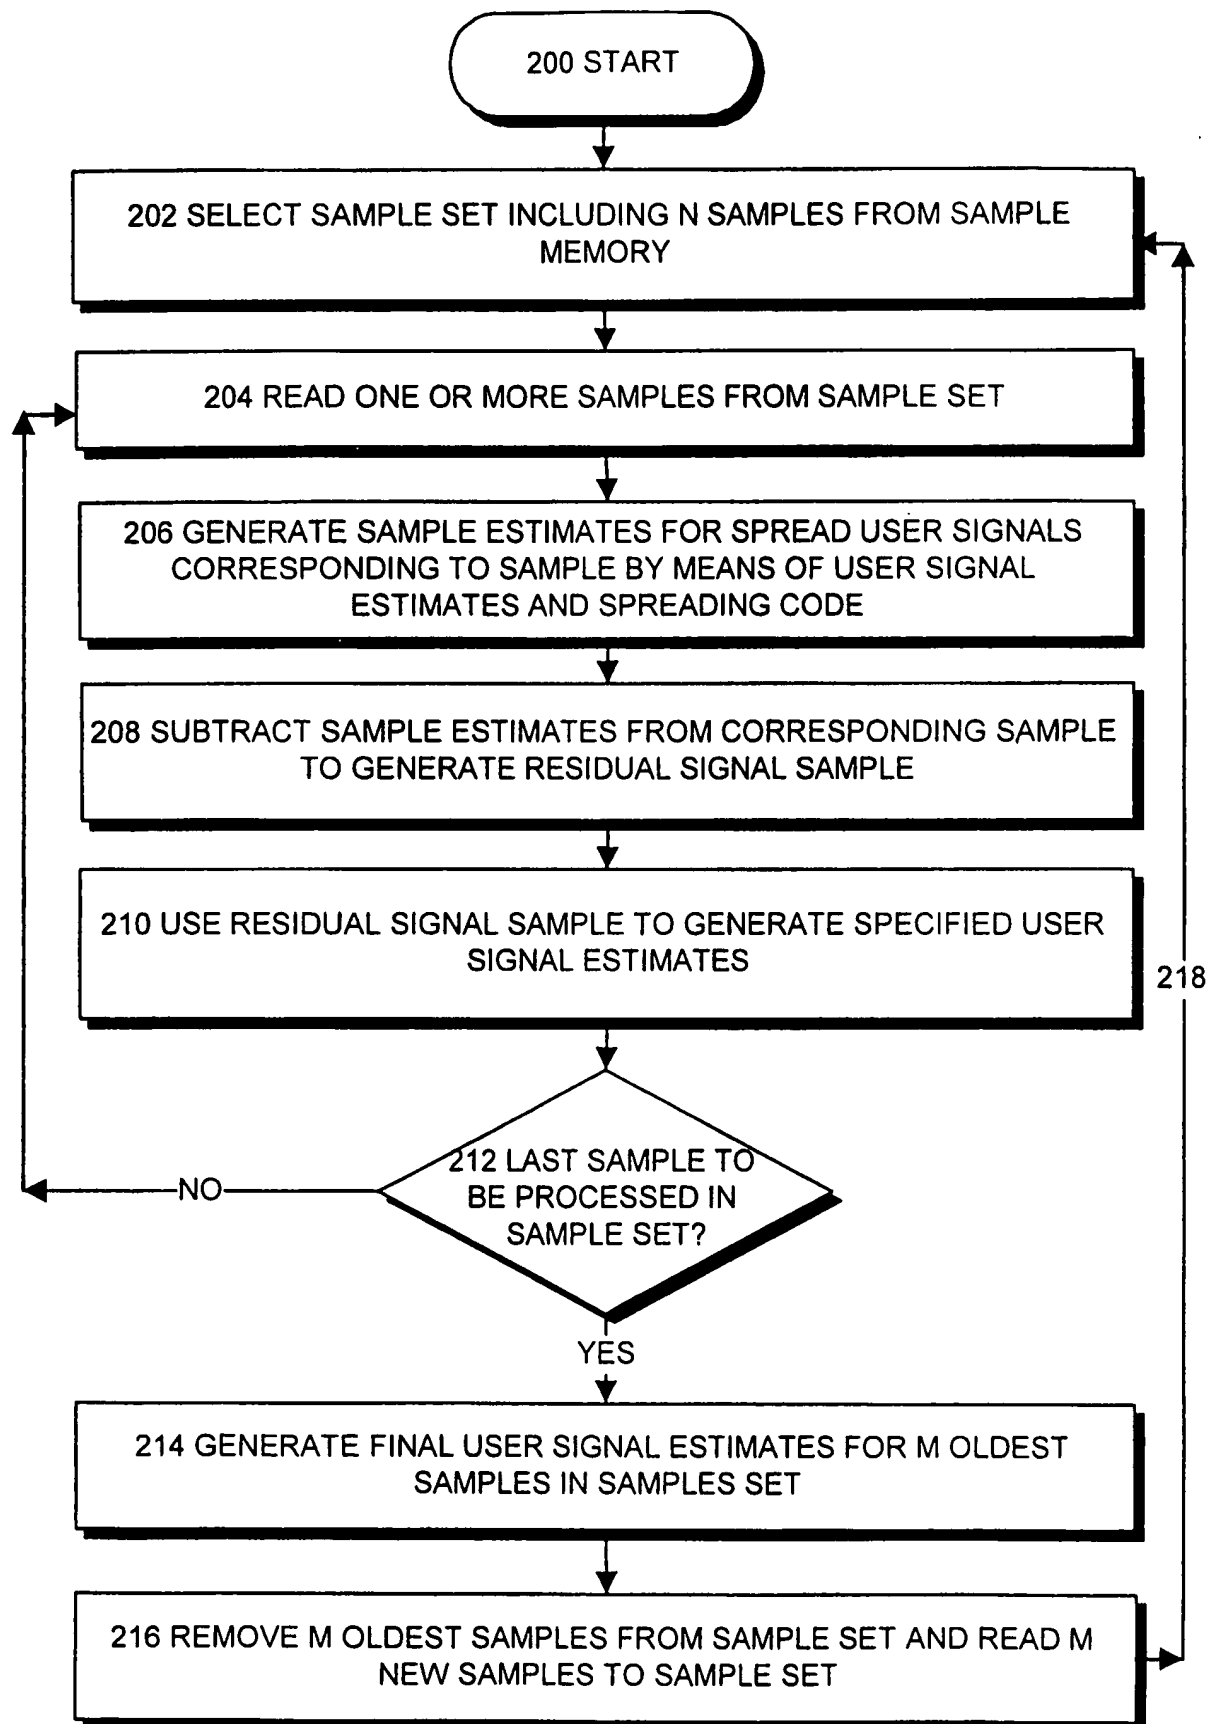 200 START
202 SELECT SAMPLE SET INCLUDING N SAMPLES FROM SAMPLE
MEMORY
204 READ ONE OR MORE SAMPLES FROM SAMPLE SET
206 GENERATE SAMPLE ESTIMATES FOR SPREAD USER SIGNALS
CORRESPONDING TO SAMPLE BY MEANS OF USER SIGNAL
ESTIMATES AND SPREADING CODE
208 SUBTRACT SAMPLE ESTIMATES FROM CORRESPONDING SAMPLE
TO GENERATE RESIDUAL SIGNAL SAMPLE
210 USE RESIDUAL SIGNAL SAMPLE TO GENERATE SPECIFIED USER
SIGNAL ESTIMATES
218
212 LAST SAMPLE TO
BE PROCESSED IN
SAMPLE SET?
NO
YES
214 GENERATE FINAL USER SIGNAL ESTIMATES FOR M OLDEST
SAMPLES IN SAMPLES SET
216 REMOVE M OLDEST SAMPLES FROM SAMPLE SET AND READ M
NEW SAMPLES TO SAMPLE SET